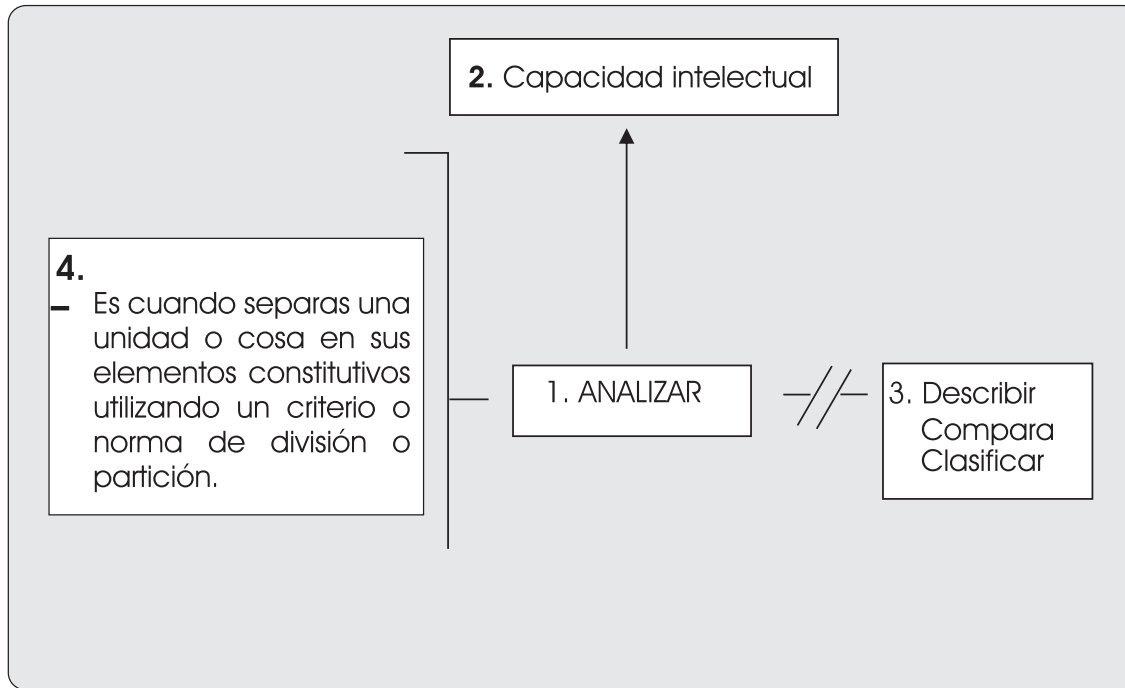 2. Capacidad intelectual
4.
– Es cuando separas una
unidad o cosa en sus
elementos constitutivos
utilizando un criterio o
norma de división o
partición.
1. ANALIZAR
3. Describir
Compara
Clasificar